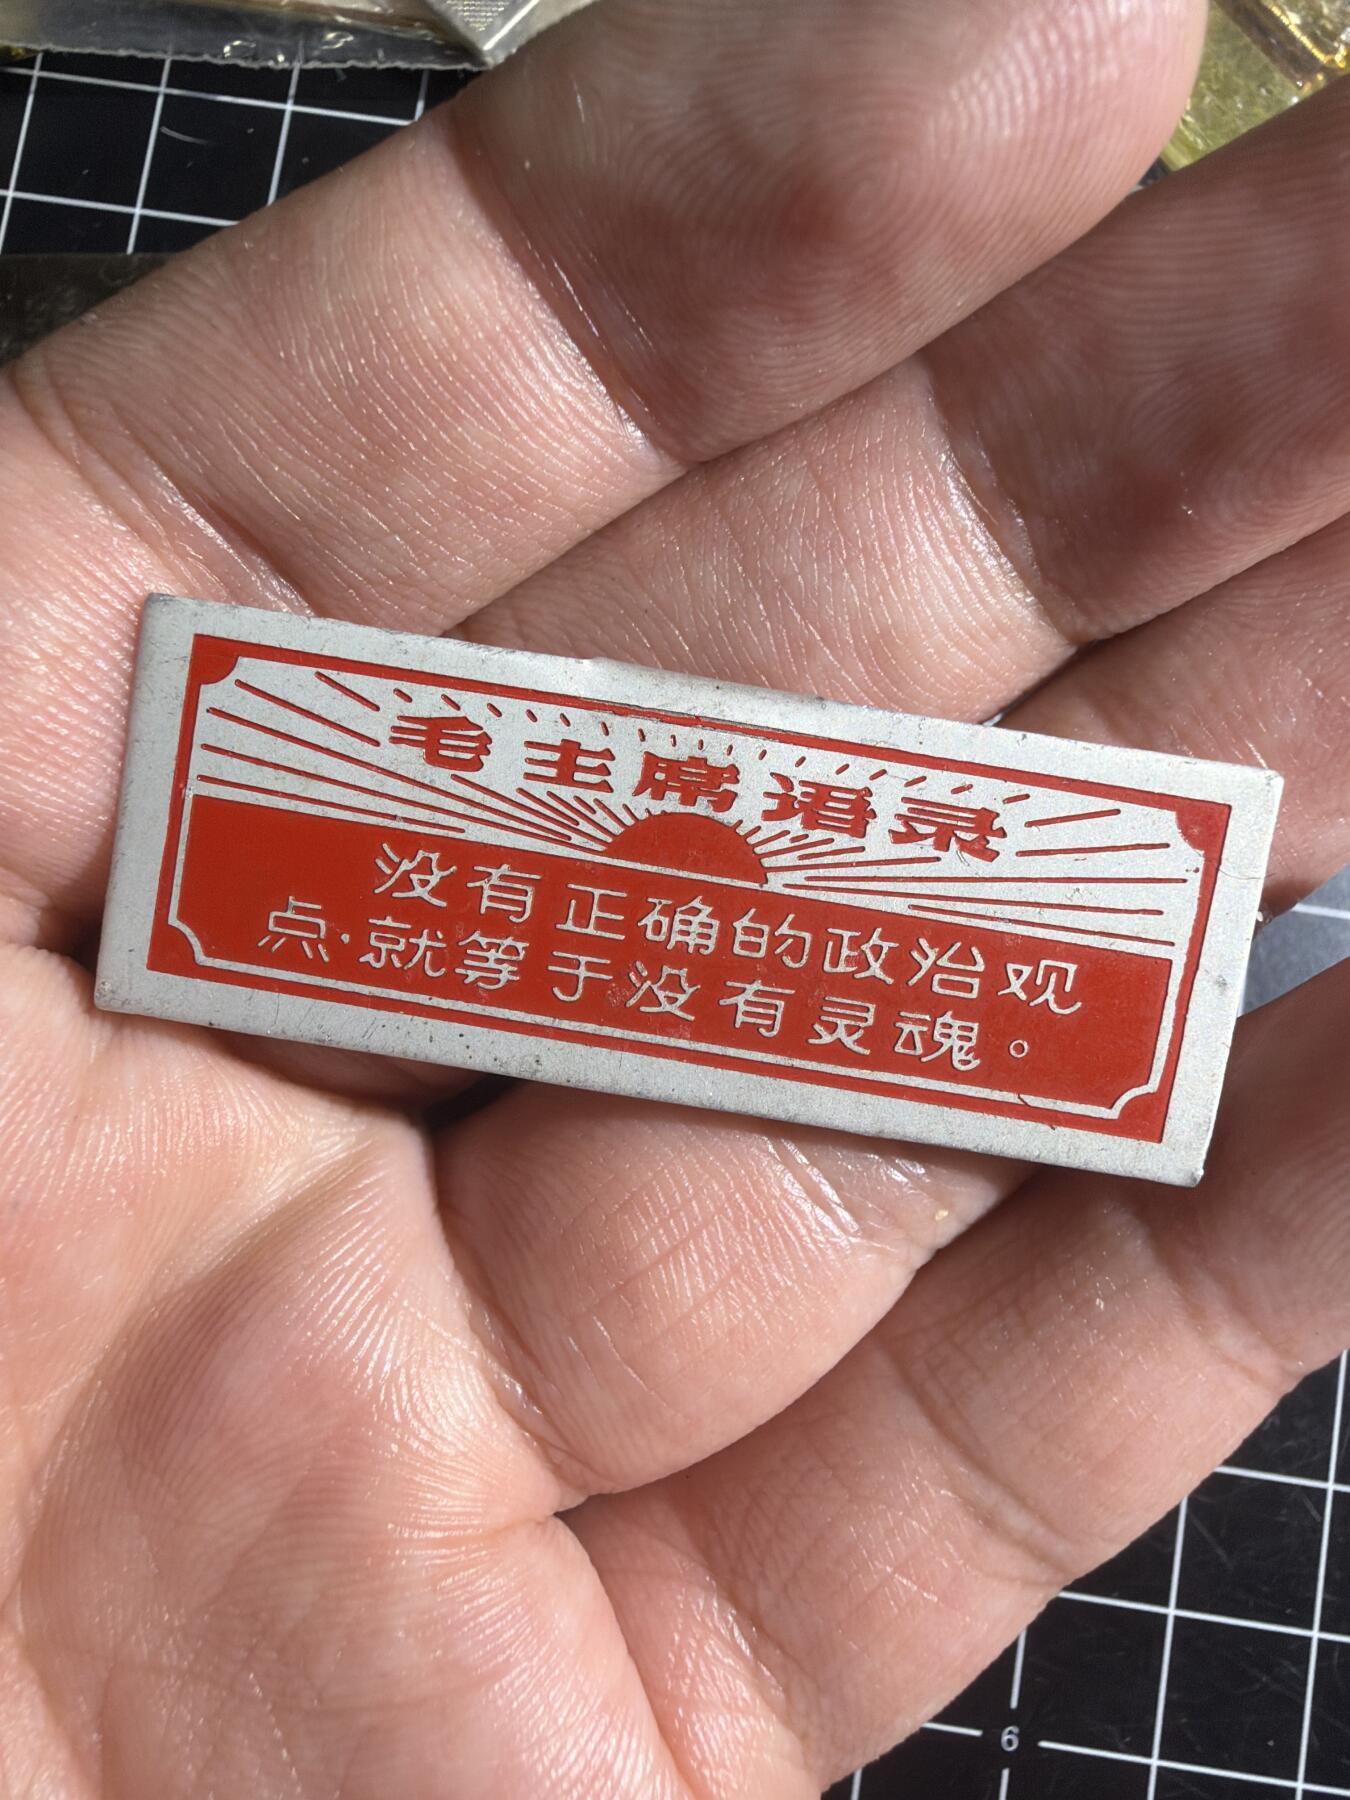 毛主席语录
没有正确的政治观
点·就等于没有灵魂。
6